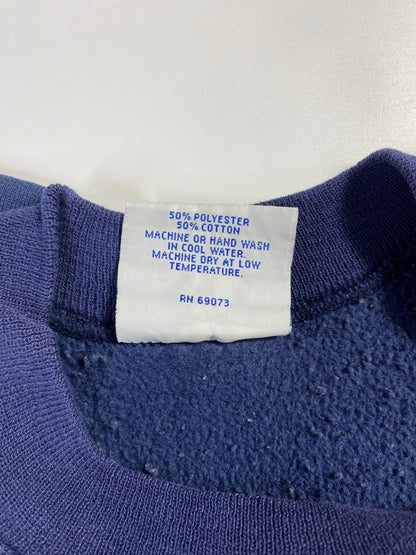 50% POLYESTER
50% COTTON
MACHINE OR HAND WASH
IN COOL WATER.
MACHINE DRY AT LOW
TEMPERATURE.
RN 69073